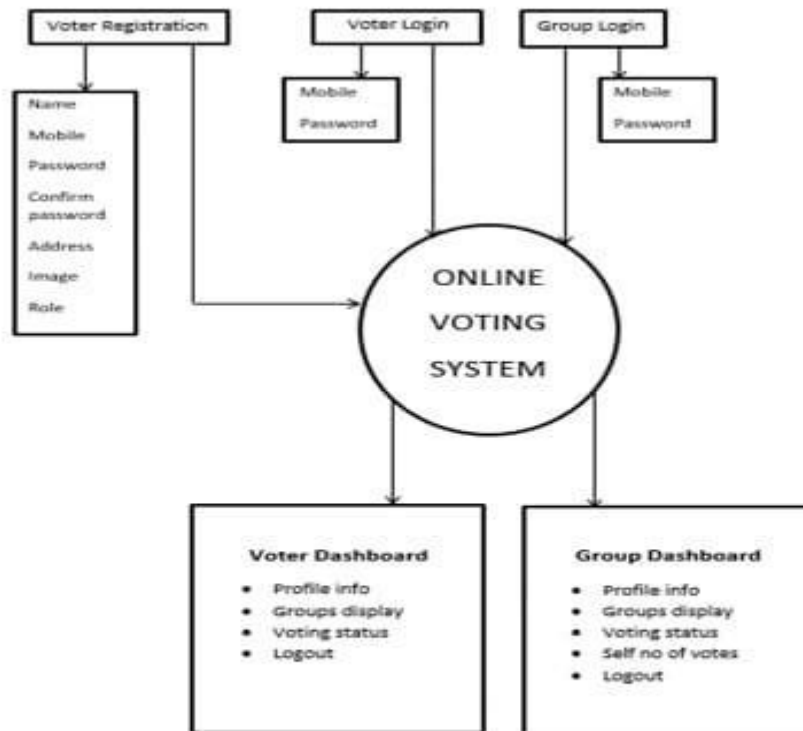 Voter Registration
Voter Login
Group Login
Name
Mobile
Password
Confirm
password
Address
Image
Role
Mobile
Password
Mobile
Password
ONLINE
VOTING
SYSTEM
Voter Dashboard
• Profile info
• Groups display
• Voting status
• Logout
Group Dashboard
• Profile info
• Groups display
• Voting status
• Self no of votes
• Logout